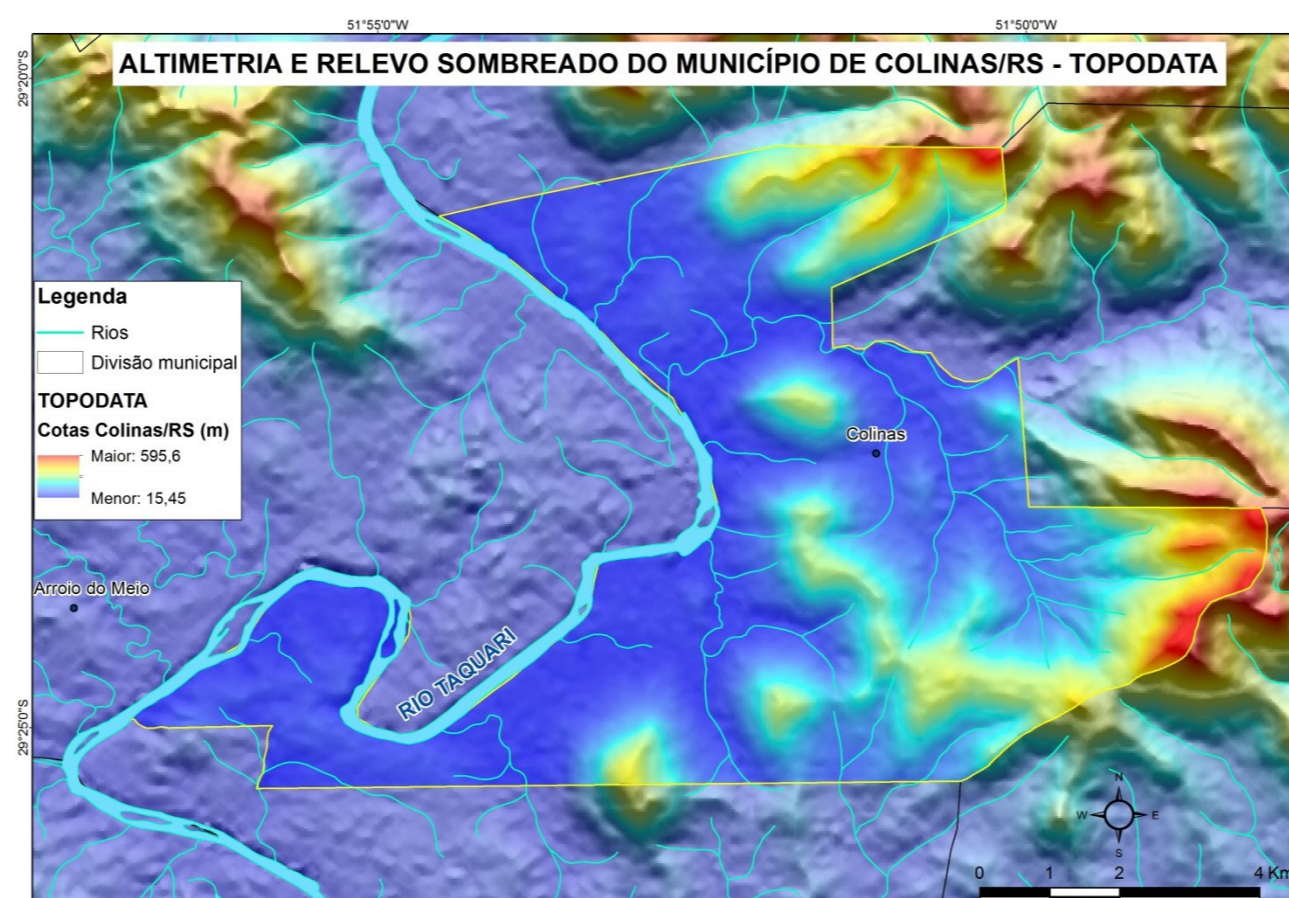 51°55'0"W
51°50'0"W
29°20'0"S
ALTIMETRIA E RELEVO SOMBREADO DO MUNICÍPIO DE COLINAS/RS - TOPODATA
Legenda
Rios
Divisão municipal
TOPODATA
Cotas Colinas/RS (m)
Maior: 595,6
Menor: 15,45
Colinas
Arroio do Meio
RIO TAQUARI
29°25'0"S
N
W
E
S
0 1 2 4 Km